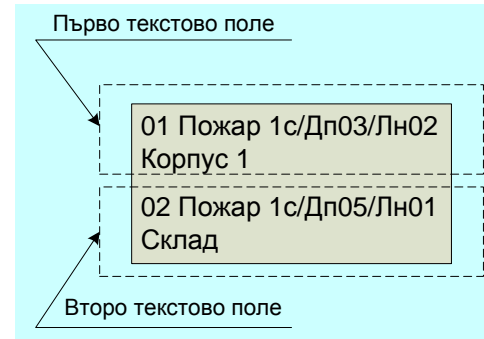 Първо текстово поле
01 Пожар 1с/Дп03/Лн02
Корпус 1
02 Пожар 1с/Дп05/Лн01
Склад
Второ текстово поле